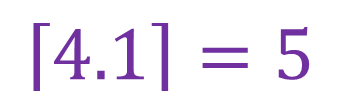 ⌈4.1⌉ = 5